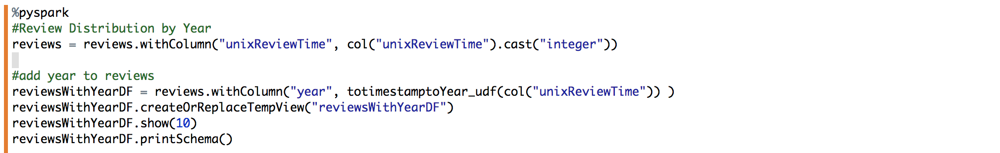 %pyspark
#Review Distribution by Year
reviews = reviews.withColumn("unixReviewTime", col("unixReviewTime").cast("integer"))
#add year to reviews
reviewsWithYearDF = reviews.withColumn("year", totimestamptoYear_udf(col("unixReviewTime")) )
reviewsWithYearDF.createOrReplaceTempView("reviewsWithYearDF")
reviewsWithYearDF.show(10)
reviewsWithYearDF.printSchema()